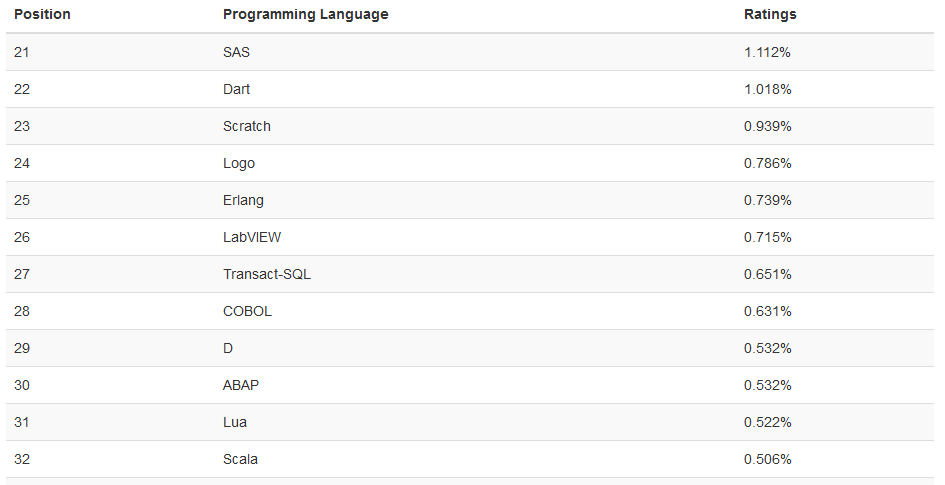 Position Programming Language Ratings
21 SAS 1.112%
22 Dart 1.018%
23 Scratch 0.939%
24 Logo 0.786%
25 Erlang 0.739%
26 LabVIEW 0.715%
27 Transact-SQL 0.651%
28 COBOL 0.631%
29 D 0.532%
30 ABAP 0.532%
31 Lua 0.522%
32 Scala 0.506%